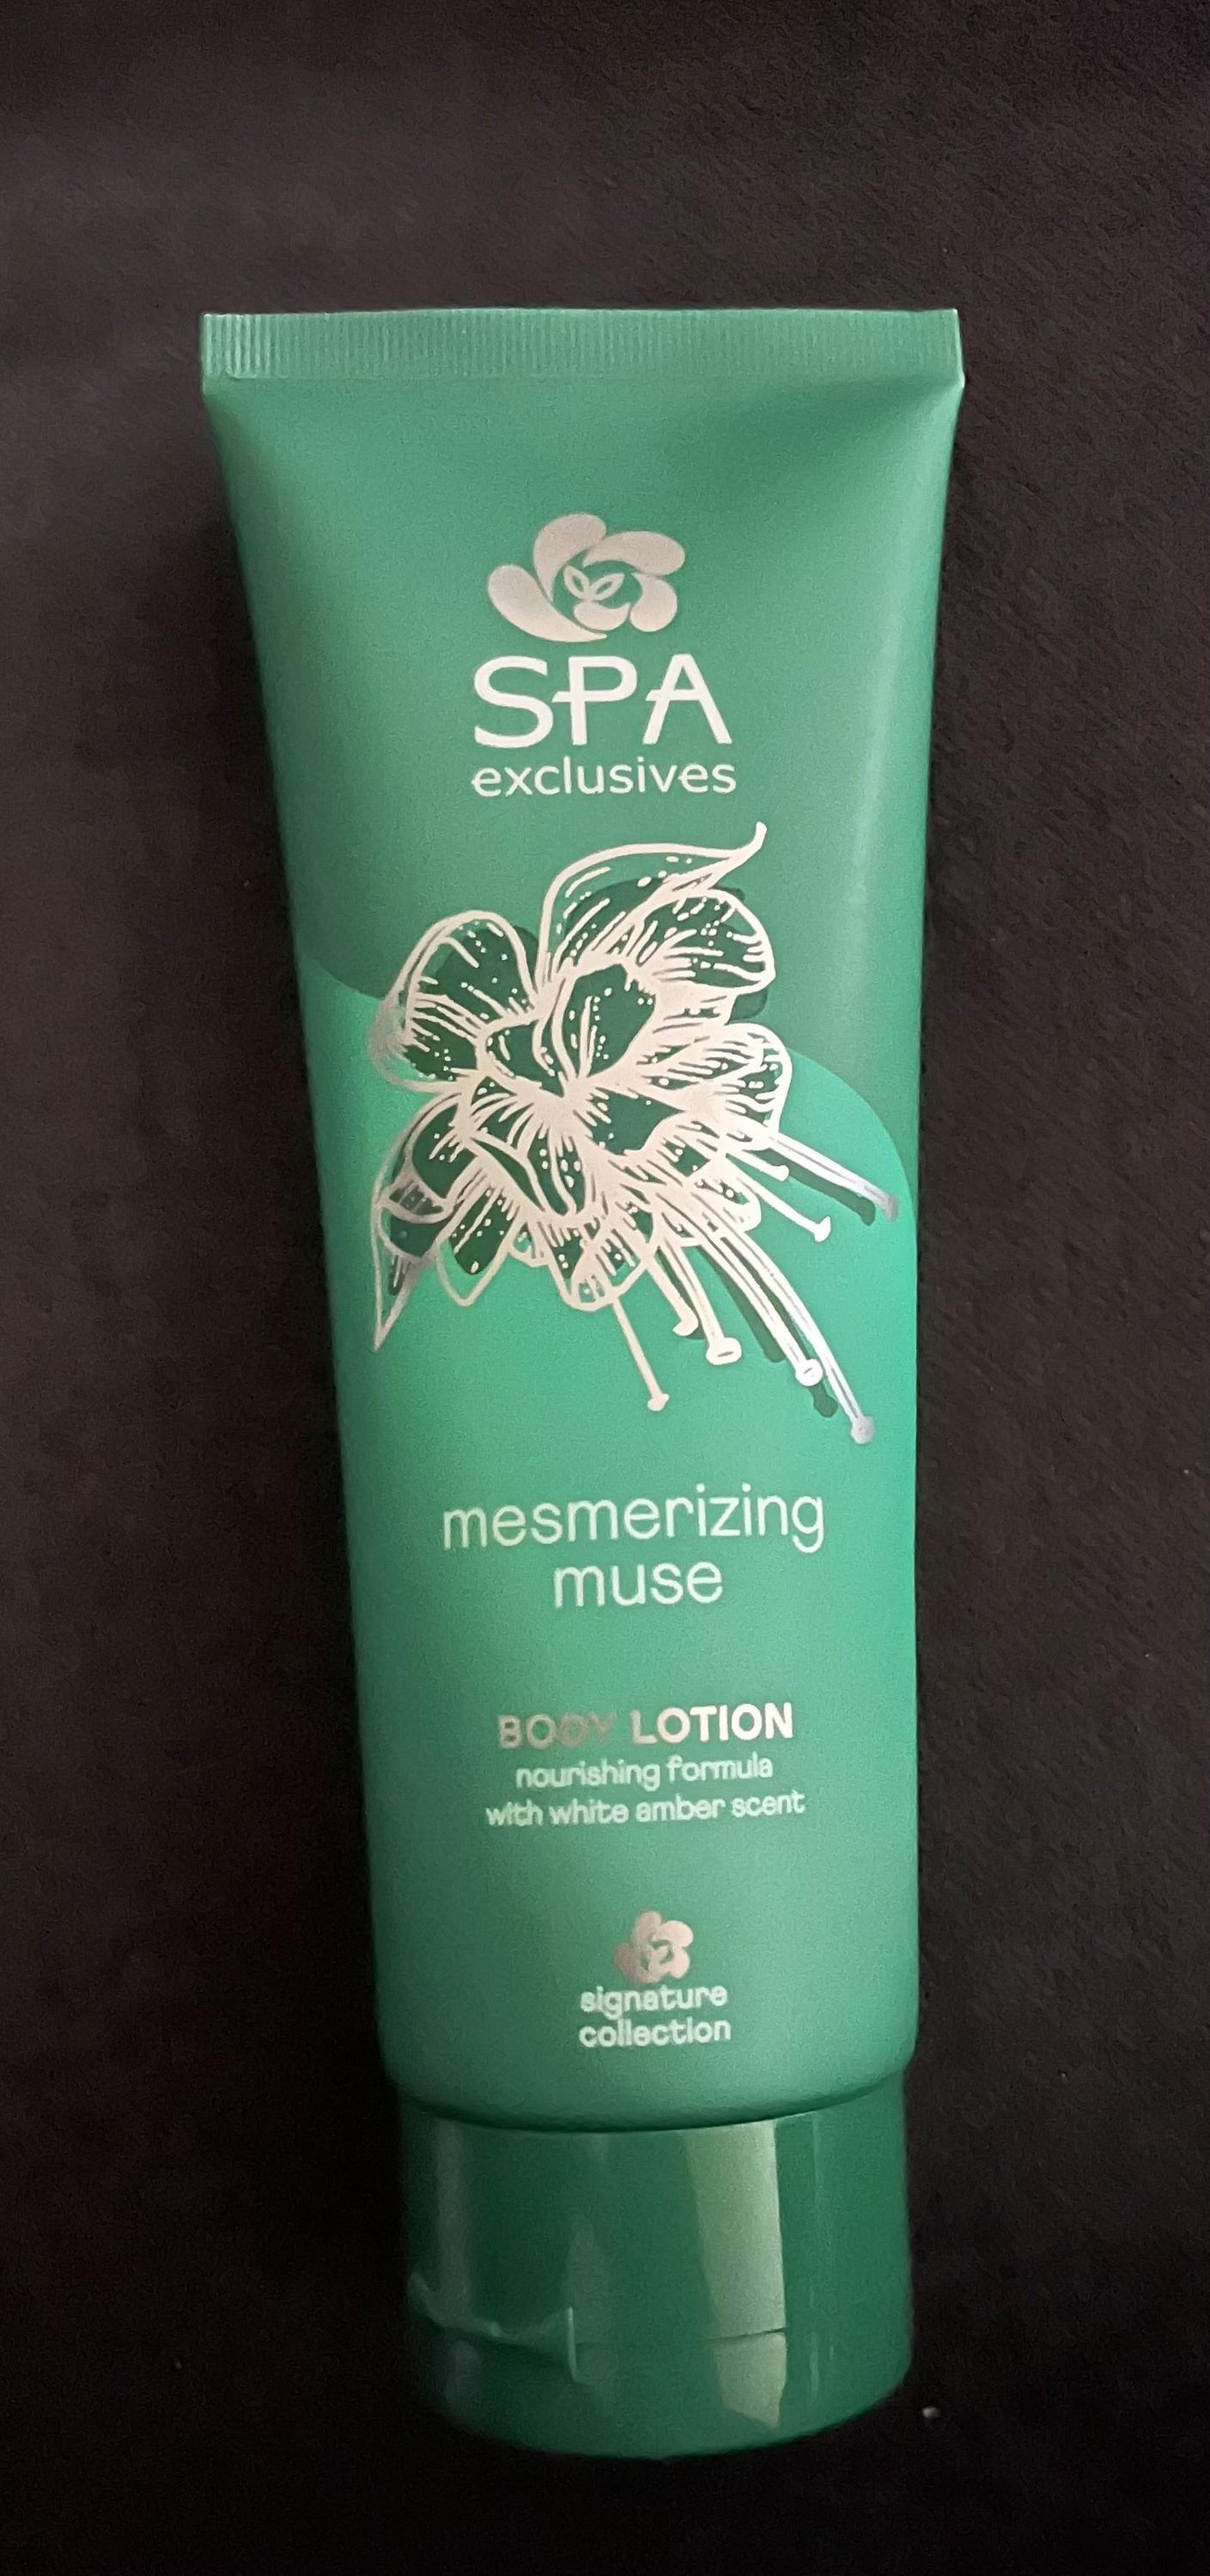 SPA
exclusives
mesmerizing
muse
BODY LOTION
nourishing formula
with white amber scent
signature
collection